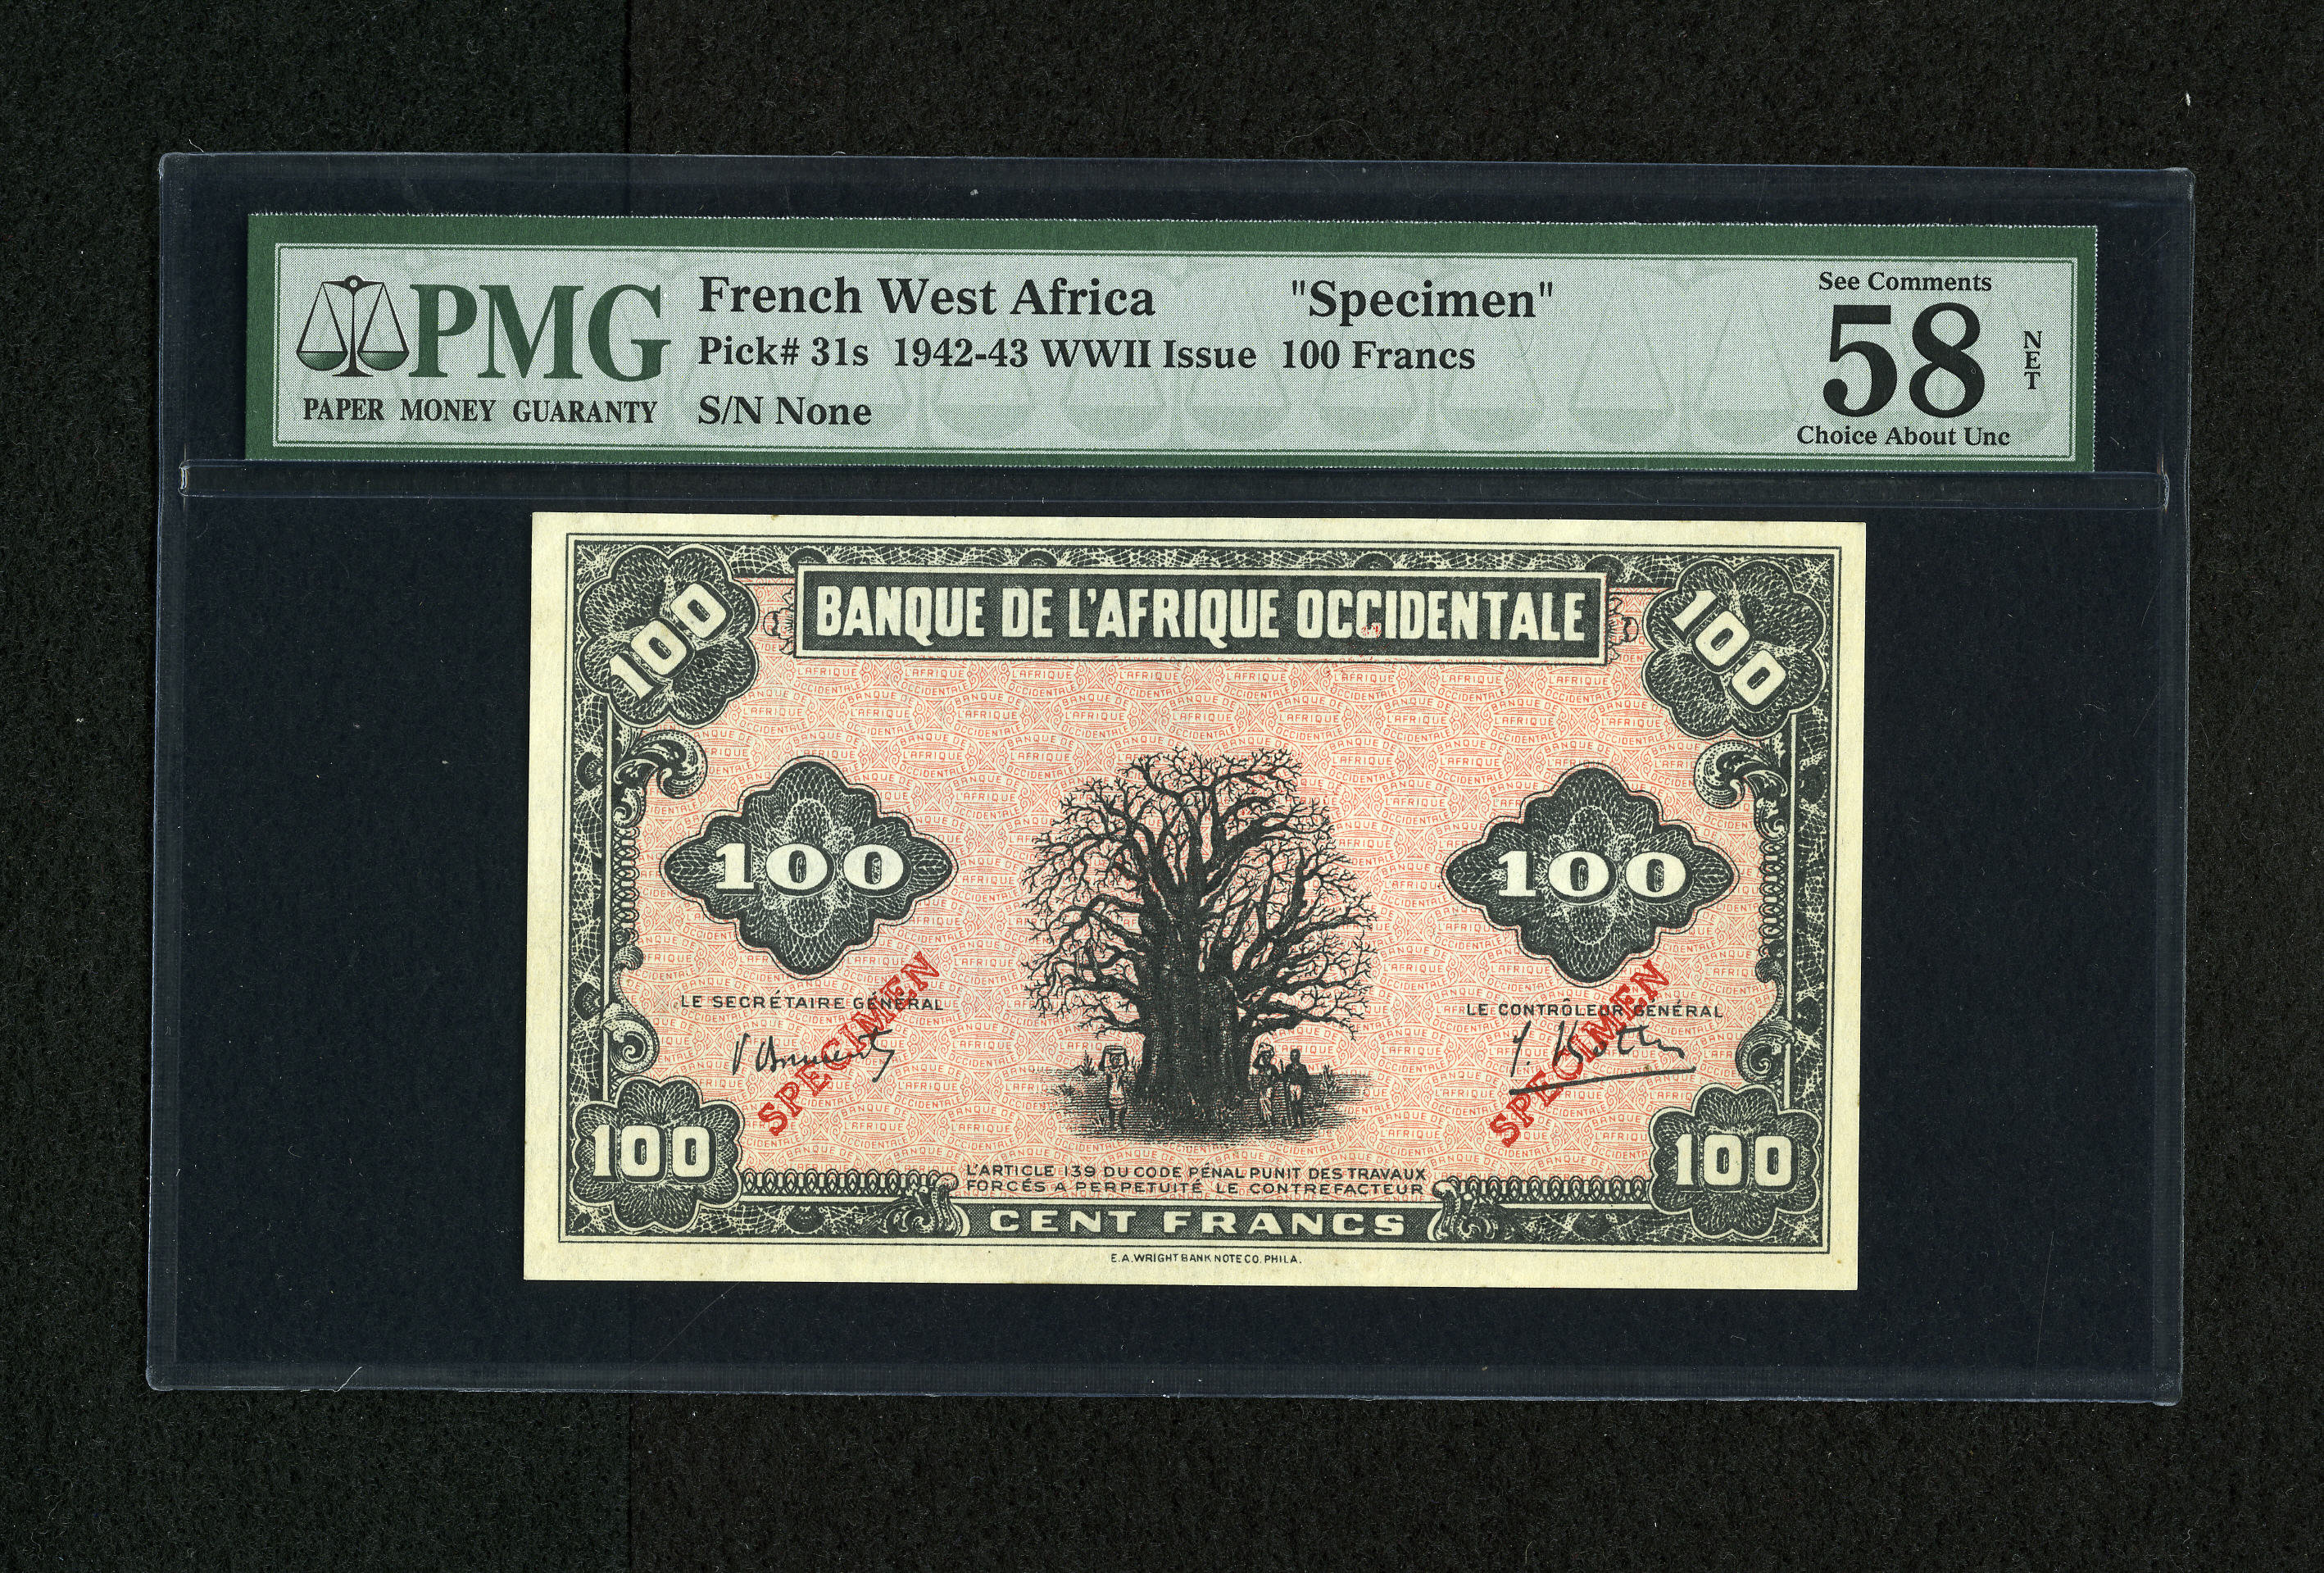 PMG
PAPER MONEY GUARANTY
French West Africa "Specimen"
Pick# 31s 1942-43 WWII Issue 100 Francs
S/N None
See Comments
58
NET
Choice About Unc
100
BANQUE DE L'AFRIQUE OCCIDENTALE
100
100
100
LE SECRÉTAIRE GÉNÉRAL
SPECIMEN
LE CONTRÔLEUR GÉNÉRAL
SPECIMEN
100
L'ARTICLE 139 DU CODE PÉNAL PUNIT DES TRAVAUX
FORCÉS A PERPETUITÉ LE CONTREFACTEUR
100
CENT FRANCS
E.A.WRIGHT BANK NOTE CO. PHILA.